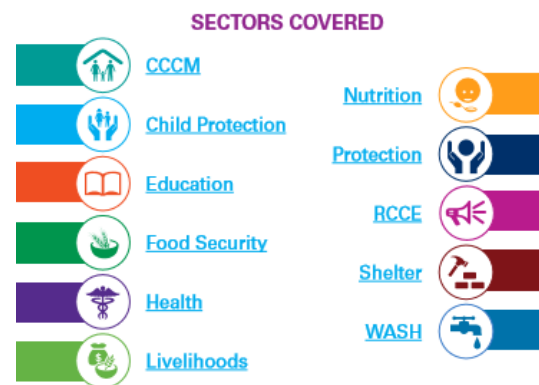 SECTORS COVERED
CCCM
Child Protection
Education
Food Security
Health
Livelihoods
Nutrition
Protection
RCCE
Shelter
WASH